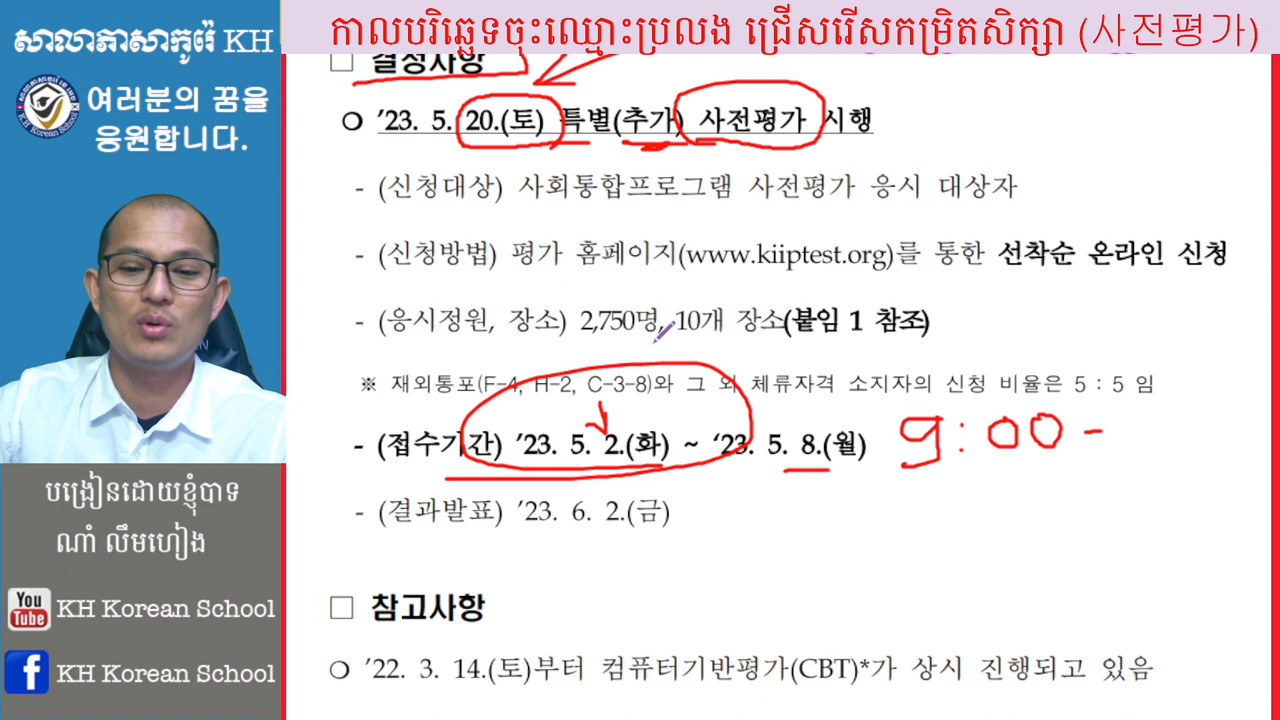 សាលាភាសាកូរ៉េ KH
여러분의 꿈을
응원합니다.
KH Korean School
បង្រៀនដោយខ្ញុំបាទ
ណាំ លឹមហៀង
You Tube KH Korean School
f KH Korean School
កាលបរិឆ្ឆេទចុះឈ្មោះប្រលង ជ្រើសរើសកម្រិតសិក្សា (사전평가)
□ 결정사항
○ '23. 5. 20.(토) 특별(추가) 사전평가 시행
- (신청대상) 사회통합프로그램 사전평가 응시 대상자
- (신청방법) 평가 홈페이지(www.kiiptest.org)를 통한 선착순 온라인 신청
- (응시정원, 장소) 2,750명, 10개 장소(붙임 1 참조)
※ 재외동포(F-4, H-2, C-3-8)와 그 외 체류자격 소지자의 신청 비율은 5 : 5 임
- (접수기간) '23. 5. 2.(화) ~ '23. 5. 8.(월) 9:00-
- (결과발표) '23. 6. 2.(금)
□ 참고사항
○ '22. 3. 14.(토)부터 컴퓨터기반평가(CBT)*가 상시 진행되고 있음